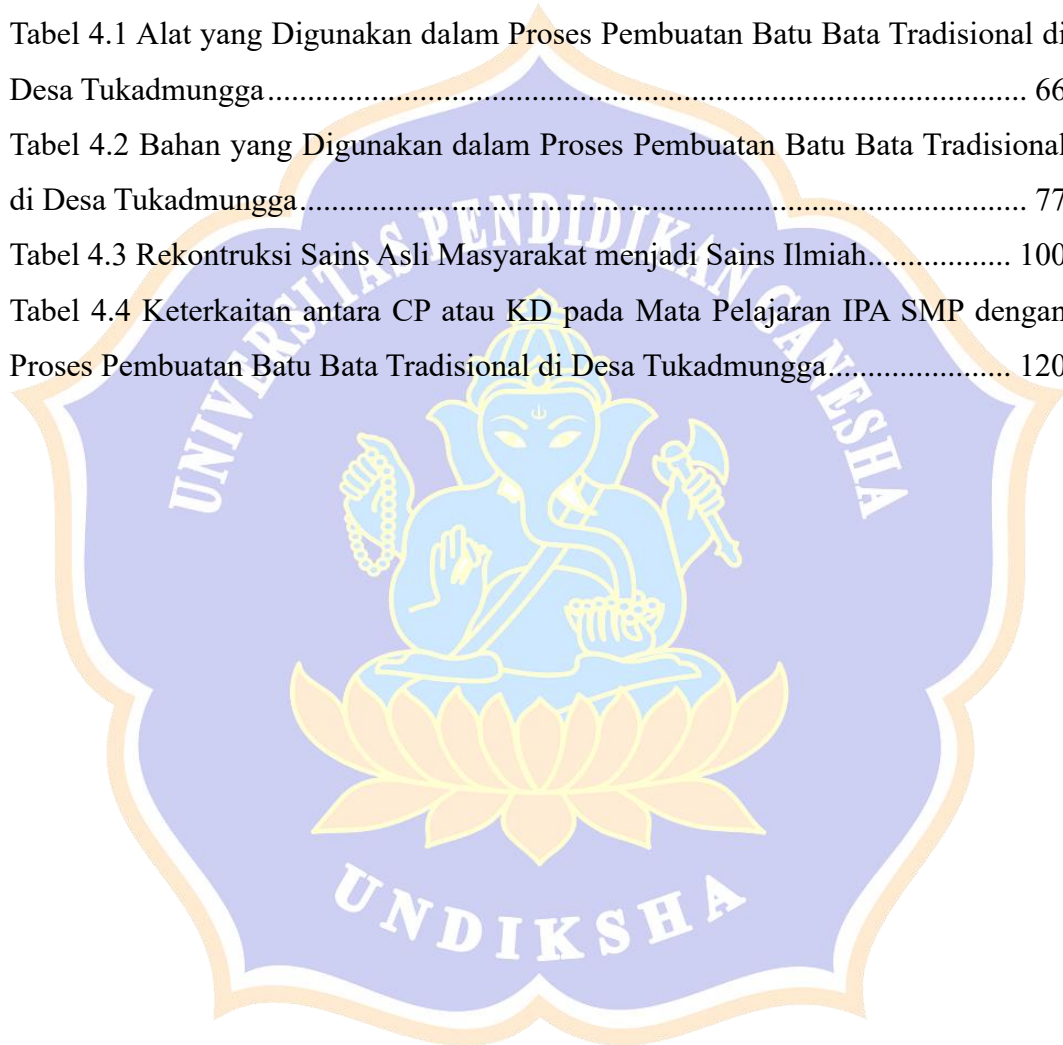 Tabel 4.1 Alat yang Digunakan dalam Proses Pembuatan Batu Bata Tradisional di
Desa Tukadmungga................................................................................................ 66
Tabel 4.2 Bahan yang Digunakan dalam Proses Pembuatan Batu Bata Tradisional
di Desa Tukadmungga............................................................................................ 77
Tabel 4.3 Rekontruksi Sains Asli Masyarakat menjadi Sains Ilmiah.................. 100
Tabel 4.4 Keterkaitan antara CP atau KD pada Mata Pelajaran IPA SMP dengan
Proses Pembuatan Batu Bata Tradisional di Desa Tukadmungga...................... 120
UNIVERSITAS PENDIDIKAN GANESHA
UNDIKSHA